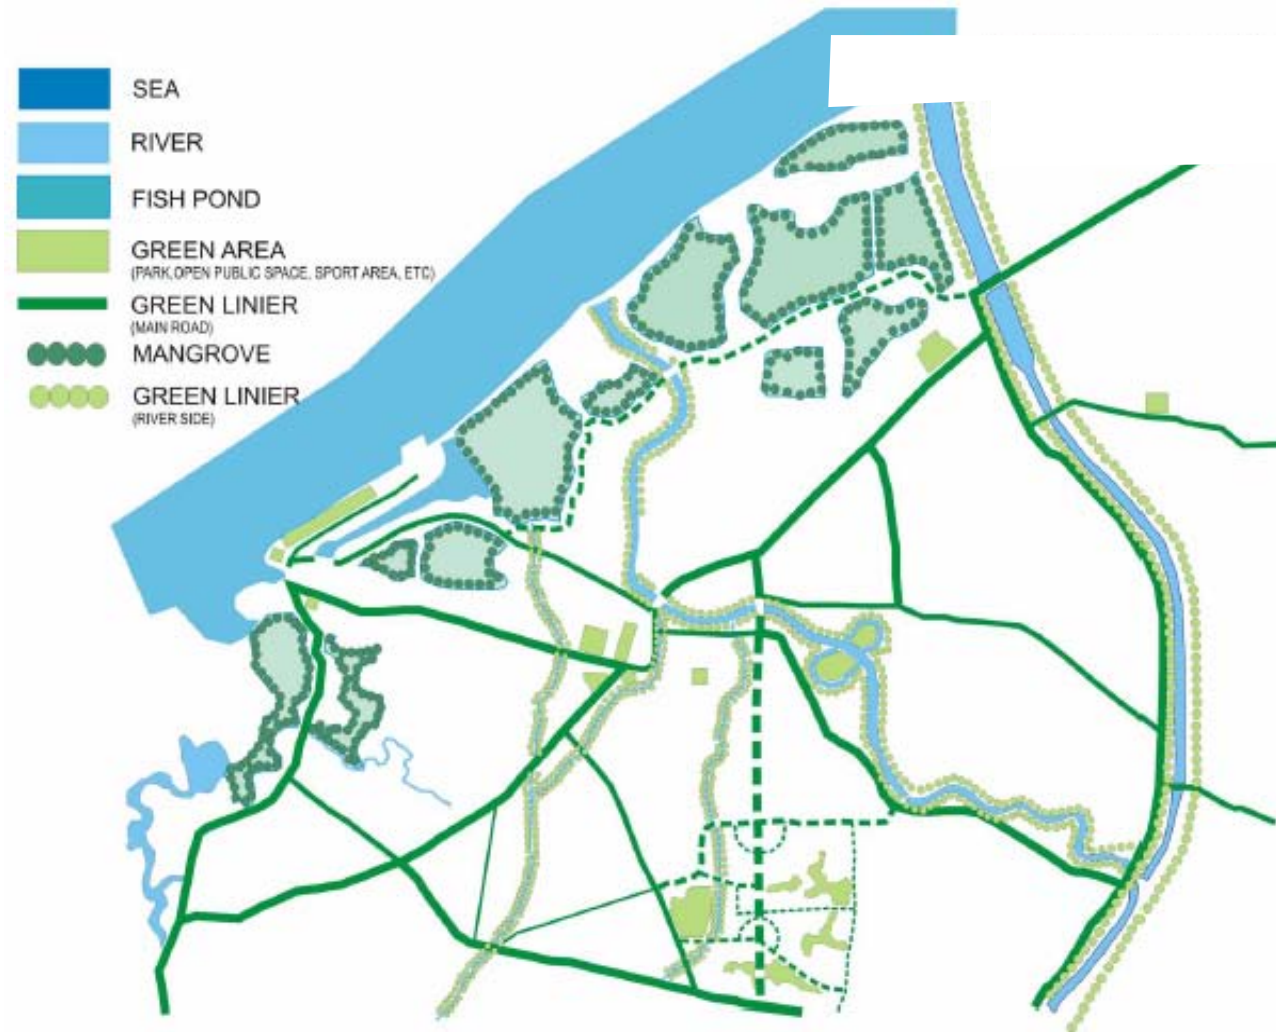 SEA
RIVER
FISH POND
GREEN AREA
(PARK, OPEN PUBLIC SPACE, SPORT AREA, ETC)
GREEN LINIER
(MAIN ROAD)
MANGROVE
GREEN LINIER
(RIVER SIDE)